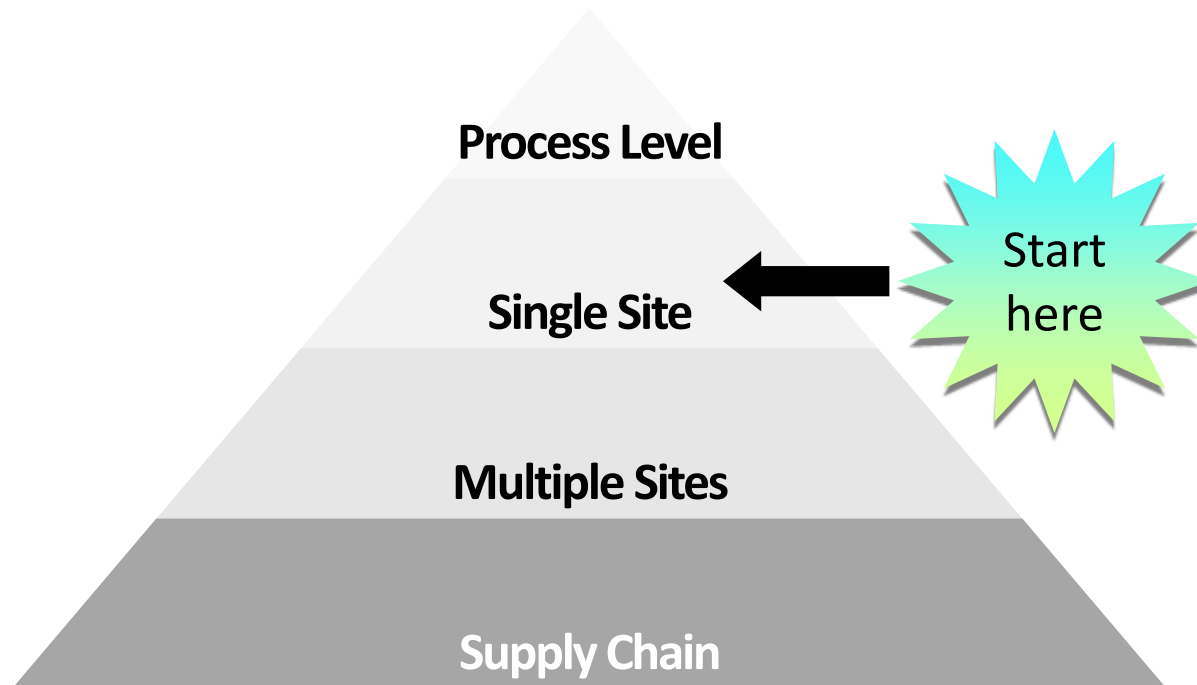 Process Level
Start
here
Single Site
Multiple Sites
Supply Chain